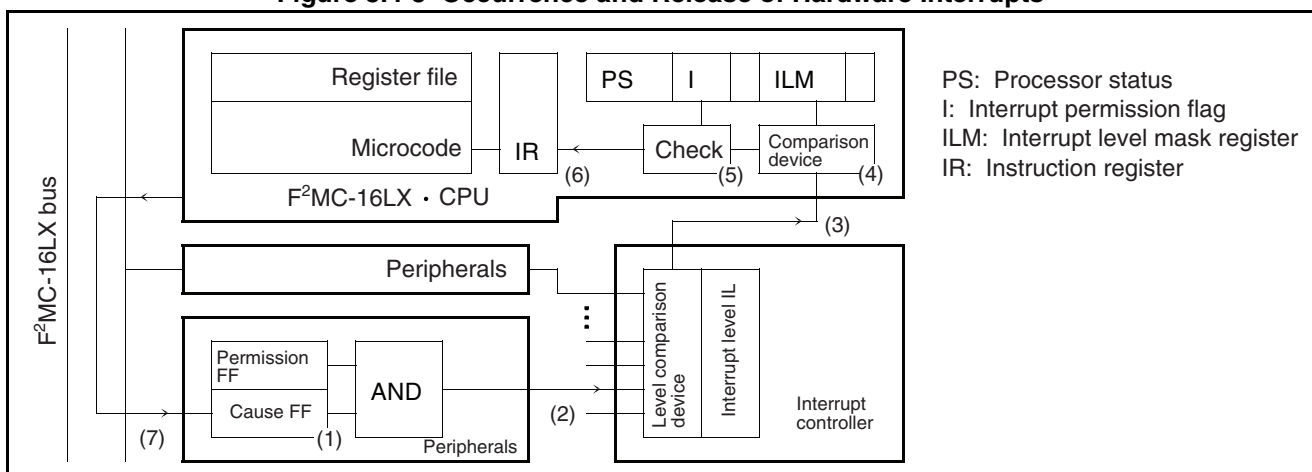 Figure Occurrence and Release of Hardware Interrupts
F²MC-16LX bus
Register file
Microcode
IR
PS
I
ILM
Check
Comparison device
(6)
(5)
(4)
F²MC-16LX・CPU
(3)
PS: Processor status
I: Interrupt permission flag
ILM: Interrupt level mask register
IR: Instruction register
Peripherals
...
Level comparison device
Interrupt level IL
Interrupt controller
Permission FF
Cause FF
AND
(7)
(1)
(2)
Peripherals